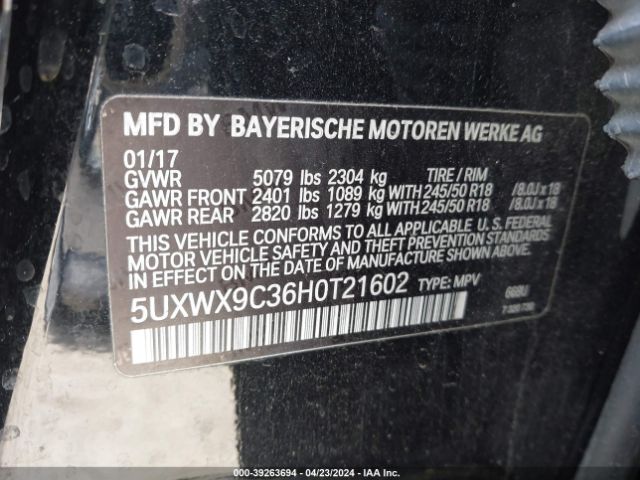 MFD BY BAYERISCHE MOTOREN WERKE AG
01/17
GVWR 5079 lbs 2304 kg TIRE / RIM
GAWR FRONT 2401 lbs 1089 kg WITH 245/50 R18 /8.0J x 18
GAWR REAR 2820 lbs 1279 kg WITH 245/50 R18 /8.0J x 18
THIS VEHICLE CONFORMS TO ALL APPLICABLE U. S. FEDERAL
MOTOR VEHICLE SAFETY AND THEFT PREVENTION STANDARDS
IN EFFECT ON THE DATE OF MANUFACTURE SHOWN ABOVE.
5UXWX9C36H0T21602 TYPE: MPV
000-39263694 - 04/23/2024 - IAA Inc.